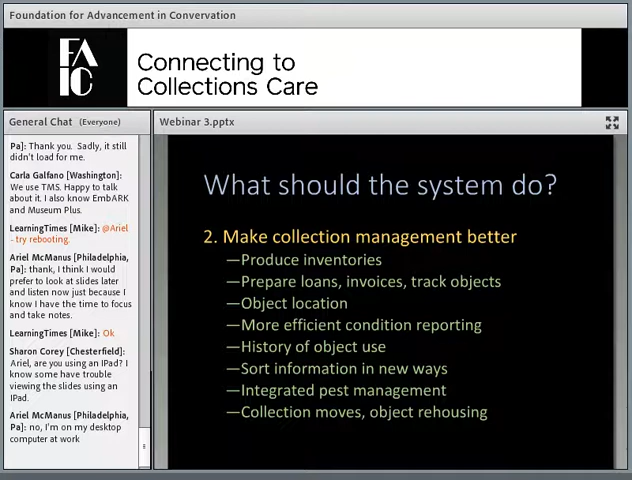 Foundation for Advancement in Convervation
FA
IC
Connecting to
Collections Care
General Chat (Everyone)
Pa]: Thank you. Sadly, it still
didn't load for me.
Carla Galfano [Washington]:
We use TMS. Happy to talk
about it. I also know EmbARK
and Museum Plus.
LearningTimes [Mike]: @Ariel
- try rebooting.
Ariel McManus [Philadelphia,
Pa]: thank, I think I would
prefer to look at slides later
and listen now just because I
know I have the time to focus
and take notes.
LearningTimes [Mike]: Ok
Sharon Corey [Chesterfield]:
Ariel, are you using an IPad? I
know some have trouble
viewing the slides using an
IPad.
Ariel McManus [Philadelphia,
Pa]: no, I'm on my desktop
computer at work
Webinar 3.pptx
What should the system do?
2. Make collection management better
—Produce inventories
—Prepare loans, invoices, track objects
—Object location
—More efficient condition reporting
—History of object use
—Sort information in new ways
—Integrated pest management
—Collection moves, object rehousing